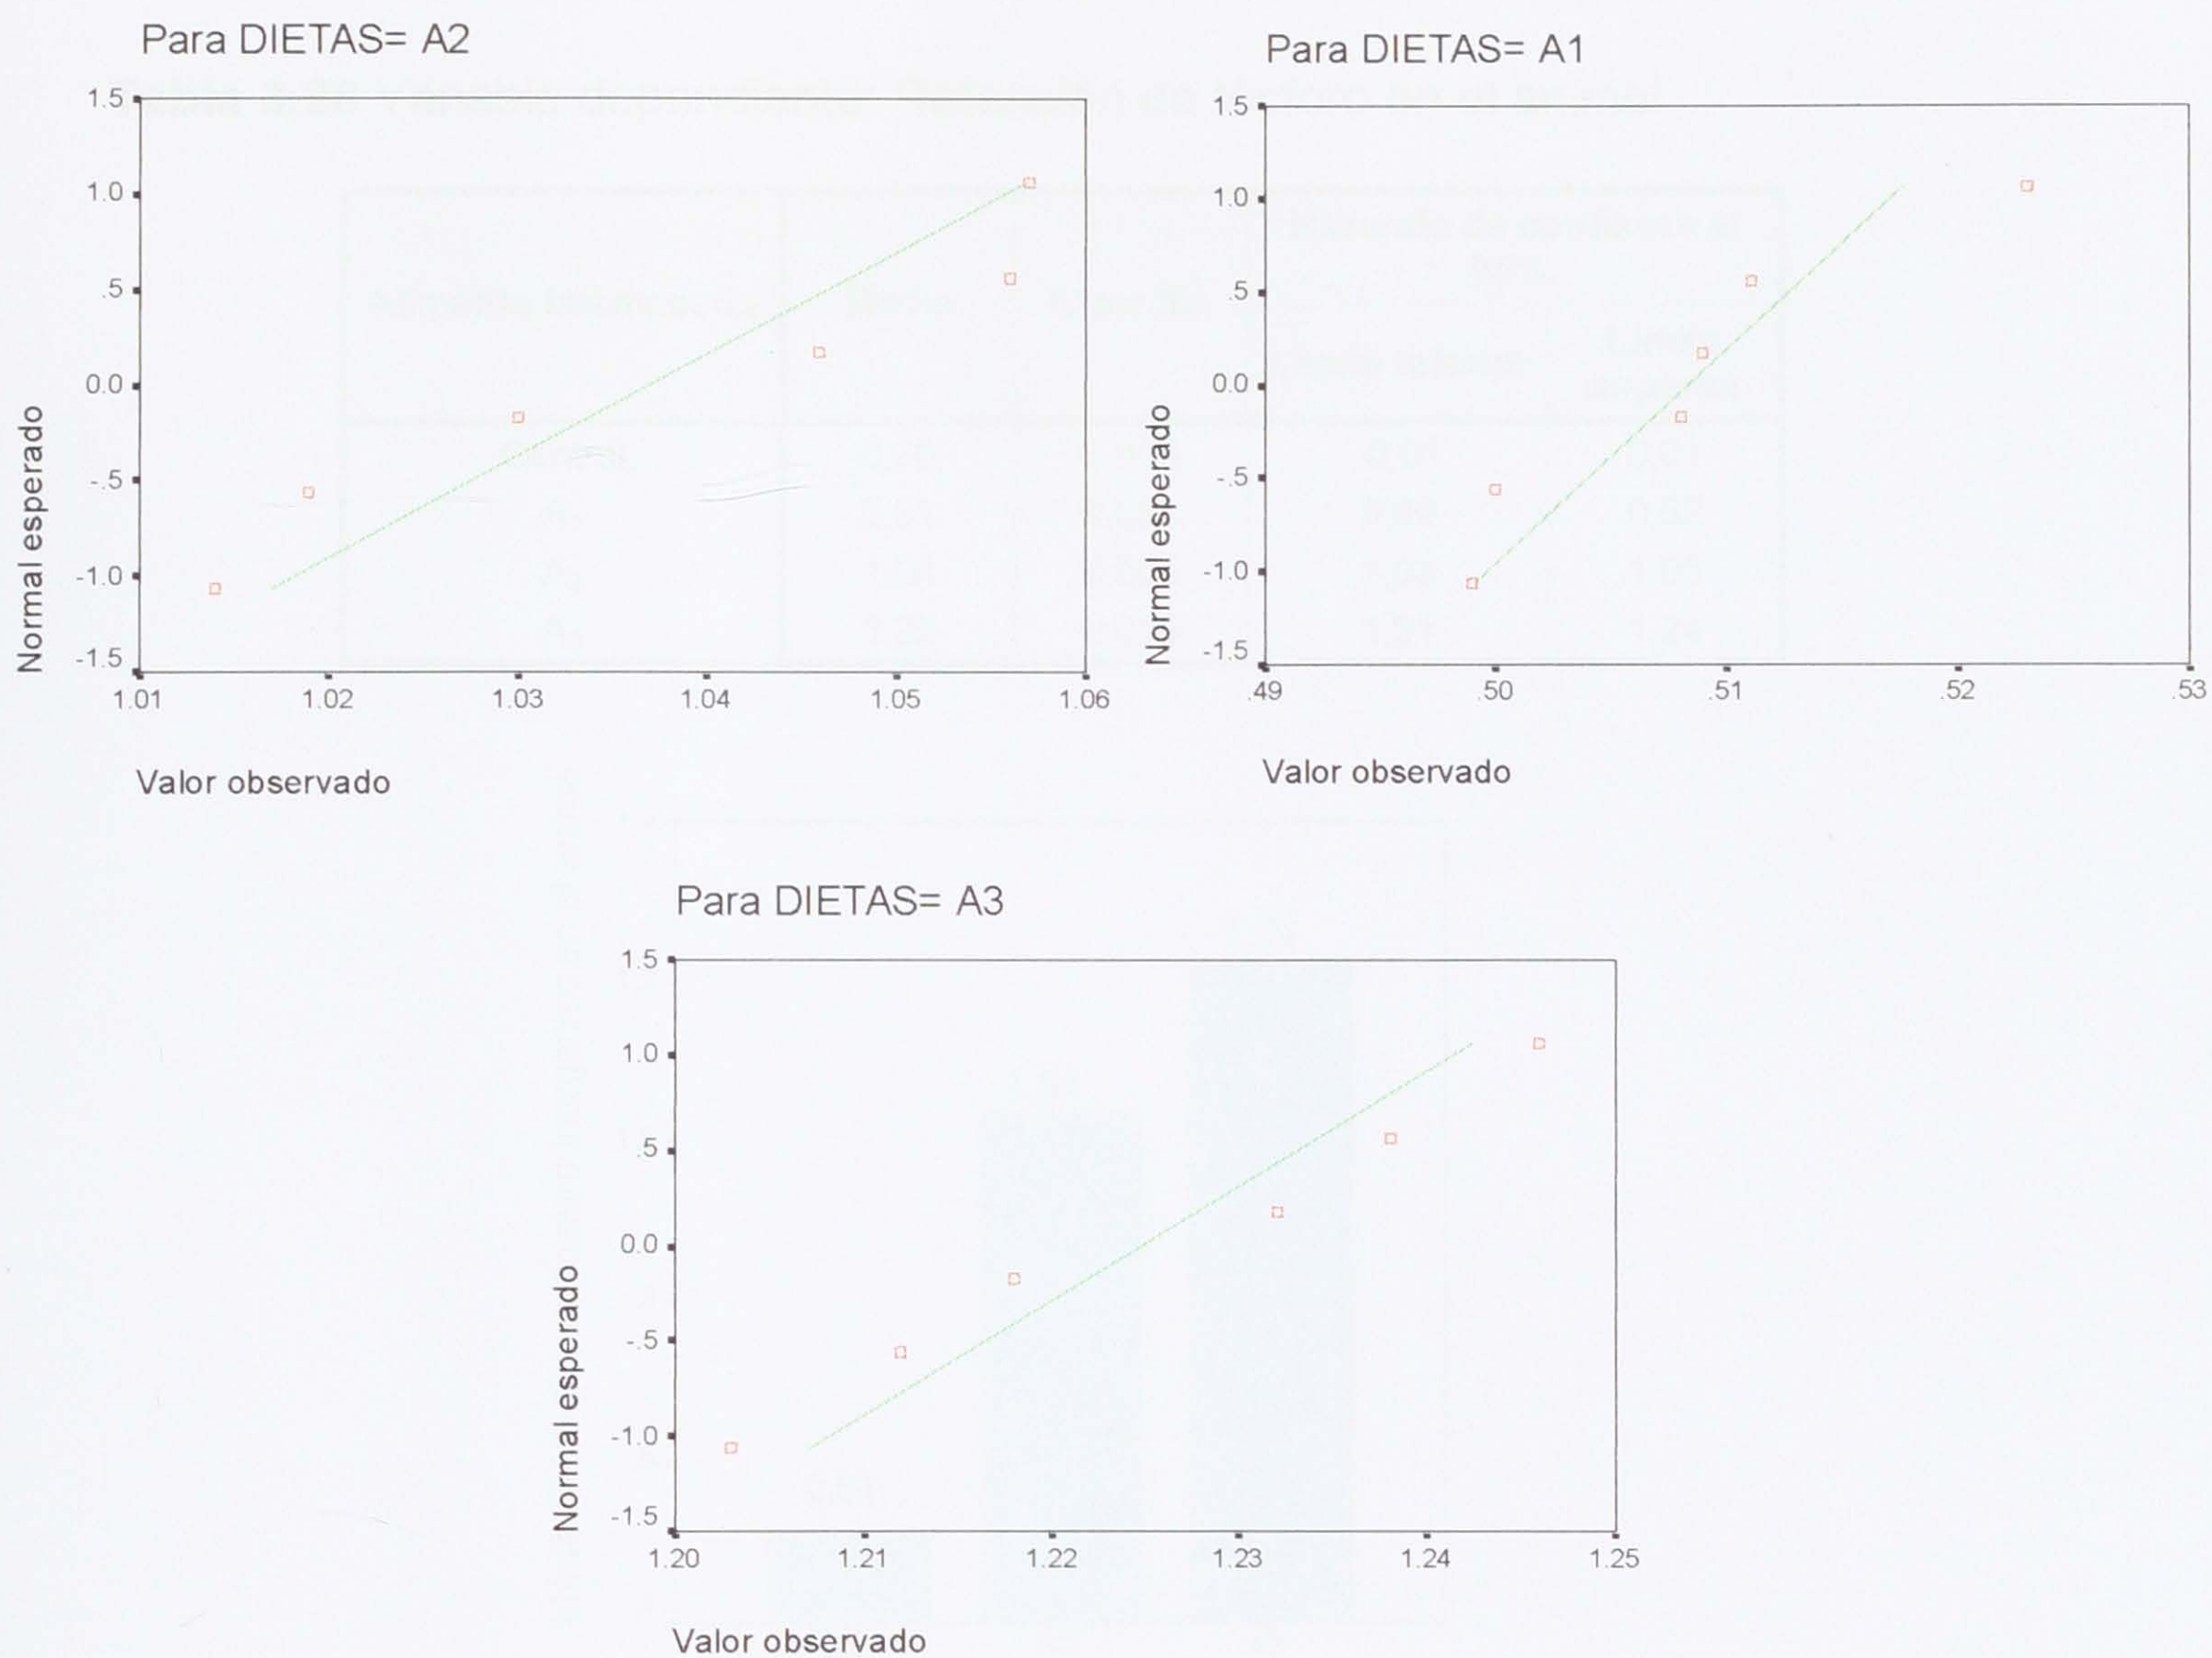 Para DIETAS= A2
1.5
1.0
.5
0.0
-.5
-1.0
-1.5
Normal esperado
1.01 1.02 1.03 1.04 1.05 1.06
Valor observado
Para DIETAS= A1
1.5
1.0
.5
0.0
-.5
-1.0
-1.5
Normal esperado
.49 .50 .51 .52 .53
Valor observado
Para DIETAS= A3
1.5
1.0
.5
0.0
-.5
-1.0
-1.5
Normal esperado
1.20 1.21 1.22 1.23 1.24 1.25
Valor observado